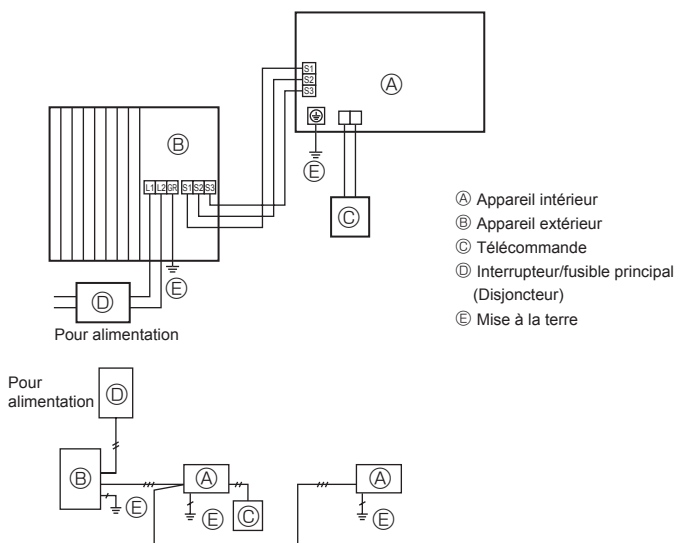 S1
S2
S3
Ⓐ
Ⓑ
Ⓔ
L1 L2 GR S1 S2 S3
Ⓒ
Ⓐ Appareil intérieur
Ⓑ Appareil extérieur
Ⓒ Télécommande
Ⓓ Interrupteur/fusible principal
(Disjoncteur)
Ⓔ Mise à la terre
Ⓔ
Ⓓ
Pour alimentation
Pour
alimentation
Ⓓ
Ⓑ
Ⓔ
Ⓐ
Ⓔ
Ⓒ
Ⓐ
Ⓔ